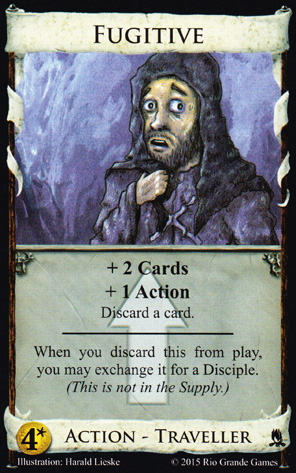 FUGITIVE
+ 2 Cards
+ 1 Action
Discard a card.
When you discard this from play,
you may exchange it for a Disciple.
(This is not in the Supply.)
4*
ACTION - TRAVELLER
Illustration: Harald Lieske © 2015 Rio Grande Games